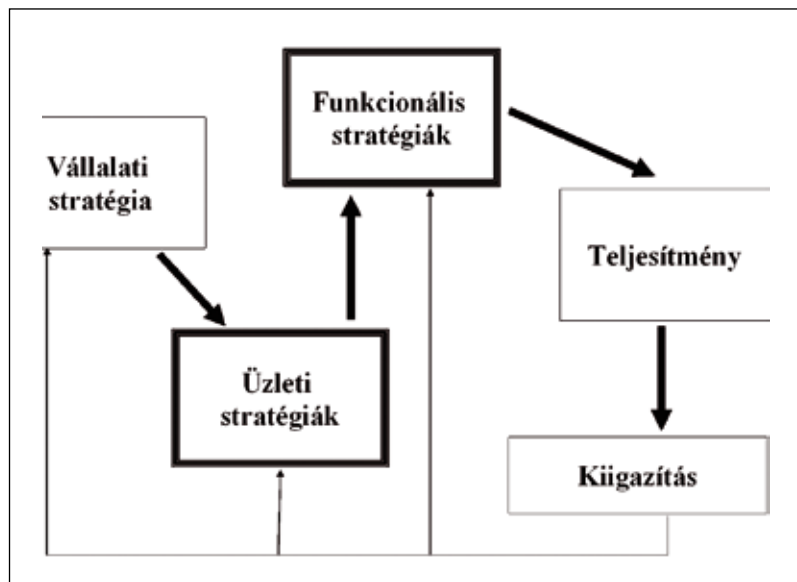 Vállalati
stratégia
Üzleti
stratégiák
Funkcionális
stratégiák
Teljesítmény
Kiigazítás